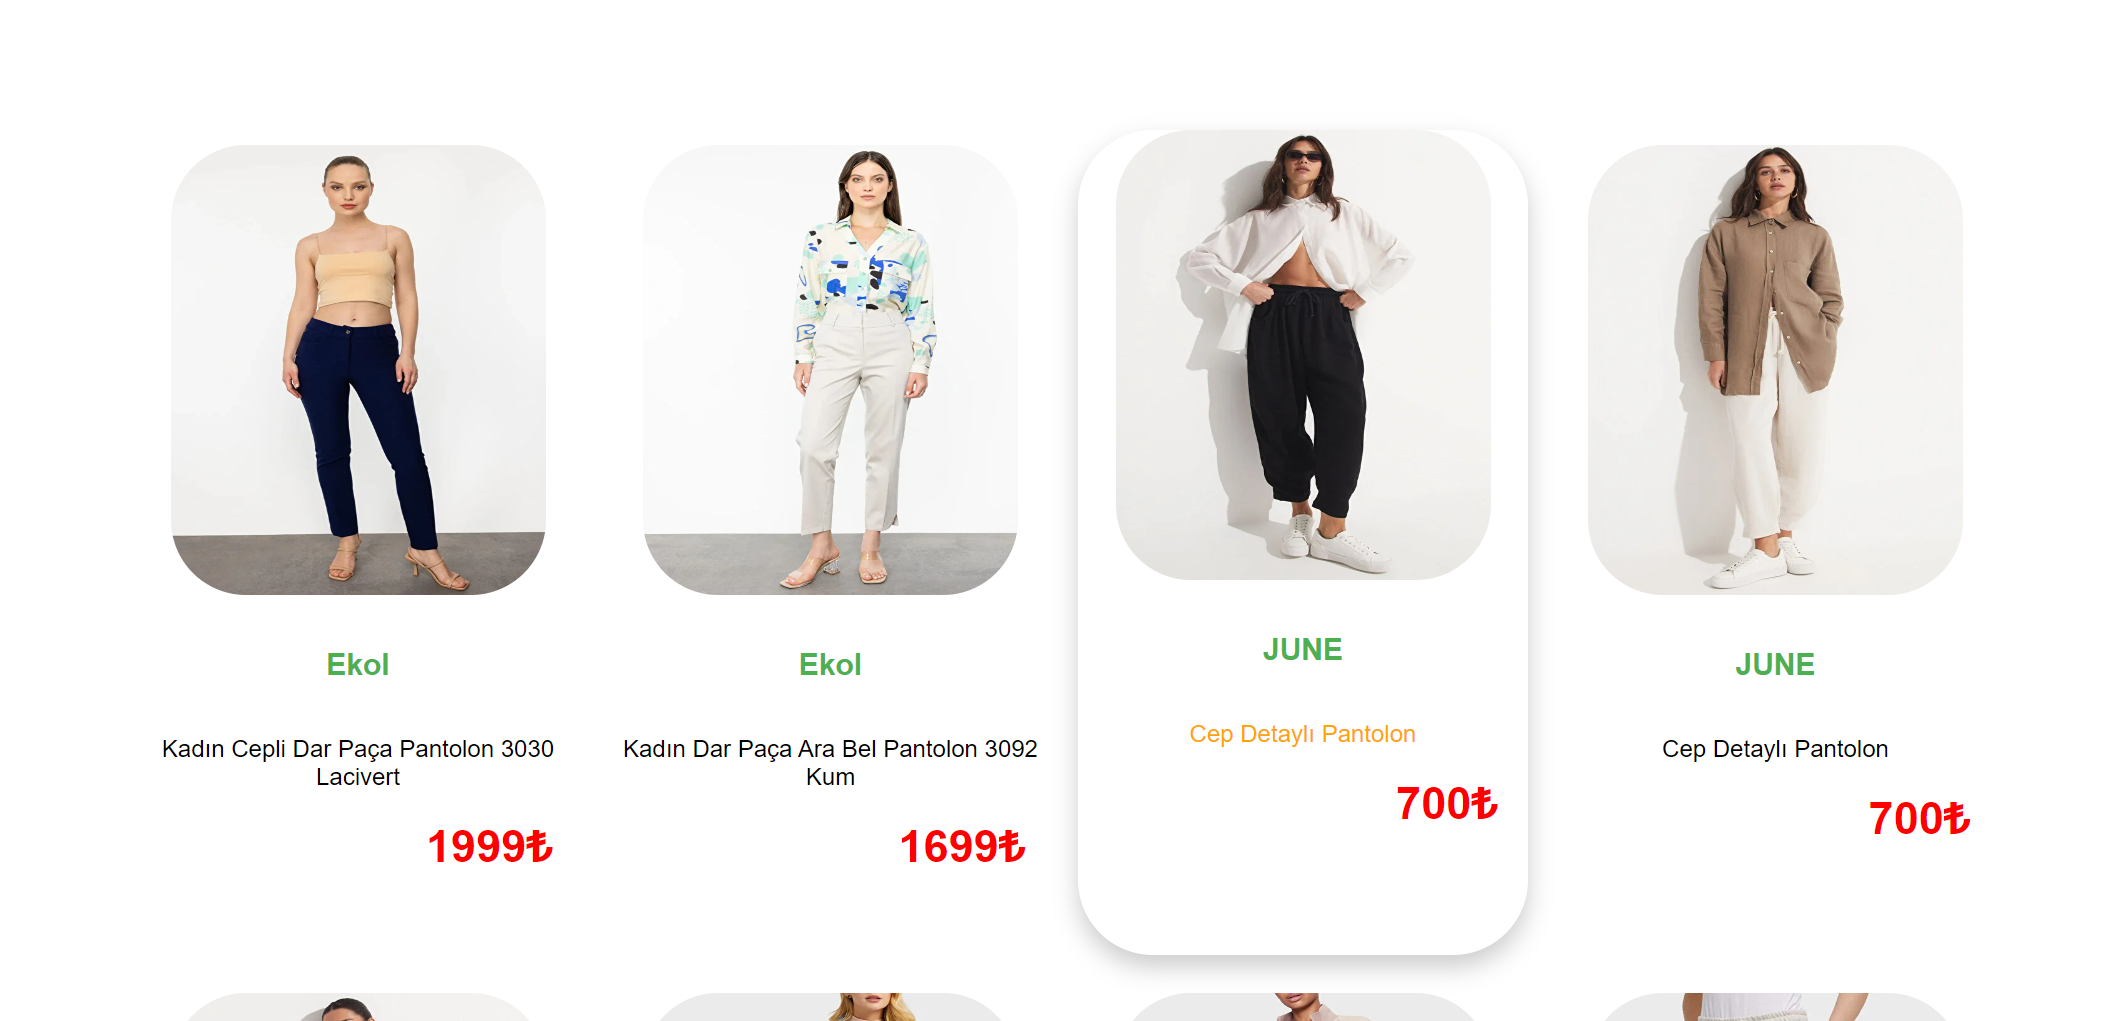 Ekol
Kadın Cepli Dar Paça Pantolon 3030
Lacivert
1999₺
Ekol
Kadın Dar Paça Ara Bel Pantolon 3092
Kum
1699₺
JUNE
Cep Detaylı Pantolon
700₺
JUNE
Cep Detaylı Pantolon
700₺